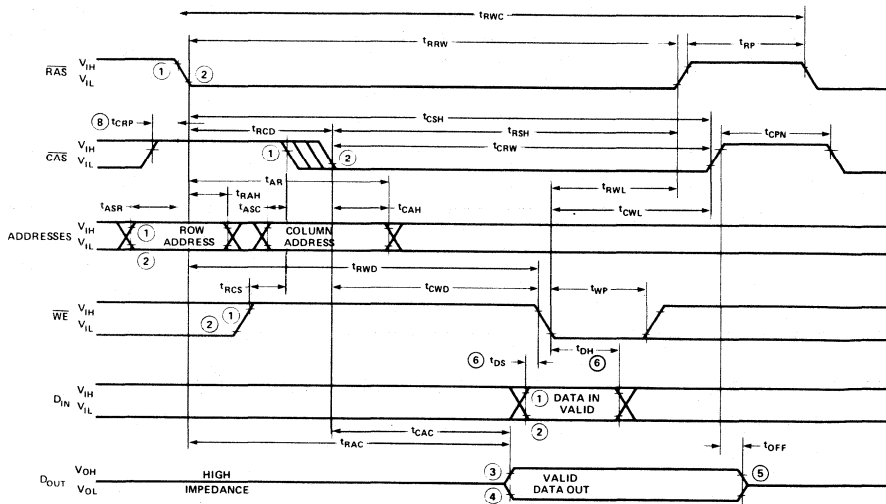 tRWC
tRRW
tRP
RAS VIH VIL ① ②
⑧ tCRP
tCSH
tRCD
tRSH
tCPN
tCRW
CAS VIH VIL ① ②
tAR
tRAH
tRWL
tASR
tASC
tCAH
tCWL
ADDRESSES VIH VIL ① ② ROW ADDRESS COLUMN ADDRESS
tRWD
tRCS
tCWD
tWP
WE VIH VIL ② ①
⑥ tDS
tDH ⑥
DIN VIH VIL ① ② DATA IN VALID
tCAC
tRAC
tOFF
DOUT VOH VOL HIGH IMPEDANCE ③ ④ VALID DATA OUT ⑤